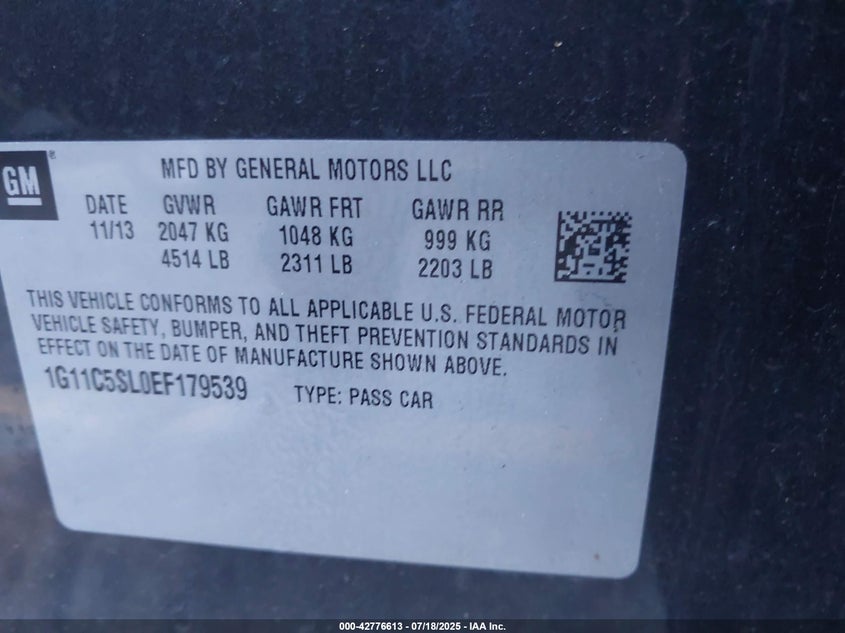 GM®
MFD BY GENERAL MOTORS LLC
DATE GVWR GAWR FRT GAWR RR
11/13 2047 KG 1048 KG 999 KG
4514 LB 2311 LB 2203 LB
THIS VEHICLE CONFORMS TO ALL APPLICABLE U.S. FEDERAL MOTOR
VEHICLE SAFETY, BUMPER, AND THEFT PREVENTION STANDARDS IN
EFFECT ON THE DATE OF MANUFACTURE SHOWN ABOVE.
1G11C5SL0EF179539 TYPE: PASS CAR
000-42776613 - 07/18/2025 - IAA Inc.